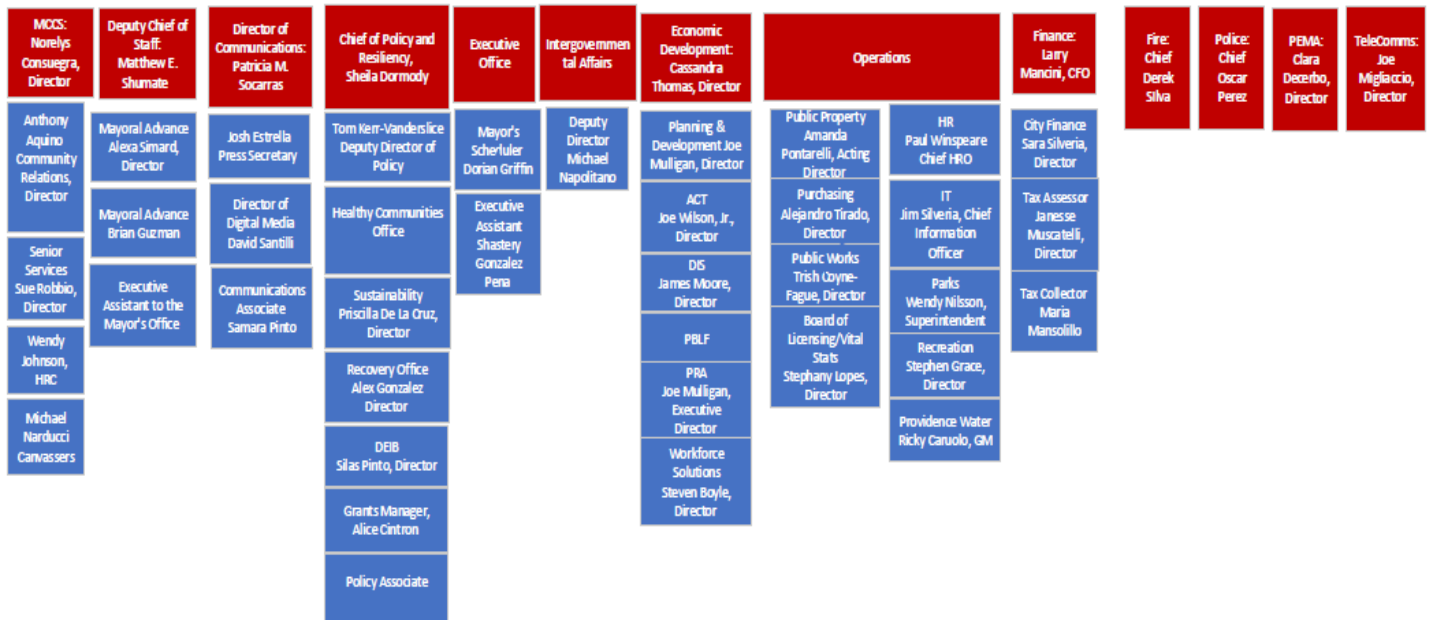 MCCS:
Norelys
Consuegra,
Director
Anthony
Aquino
Community
Relations,
Director
Senior
Services
Sue Robbio,
Director
Wendy
Johnson,
HRC
Michael
Narducci
Canvassers
Deputy Chief of
Staff:
Matthew E.
Shumate
Mayoral Advance
Alexa Simard,
Director
Mayoral Advance
Brian Guzman
Executive
Assistant to the
Mayor's Office
Director of
Communications:
Patricia M.
Socarras
Josh Estrella
Press Secretary
Director of
Digital Media
David Santilli
Communications
Associate
Samara Pinto
Chief of Policy and
Resiliency,
Sheila Dormody
Tom Kerr-Vanderslice
Deputy Director of
Policy
Healthy Communities
Office
Sustainability
Priscilla De La Cruz,
Director
Recovery Office
Alex Gonzalez
Director
DEIB
Silas Pinto, Director
Grants Manager,
Alice Cintron
Policy Associate
Executive
Office
Mayor's
Scheduler
Dorian Griffin
Executive
Assistant
Shastery
Gonzalez
Pena
Intergovernmen
tal Affairs
Deputy
Director
Michael
Napolitano
Economic
Development:
Cassandra
Thomas, Director
Planning &
Development Joe
Mulligan, Director
ACT
Joe Wilson, Jr.,
Director
DIS
James Moore,
Director
PBLF
PRA
Joe Mulligan,
Executive
Director
Workforce
Solutions
Steven Boyle,
Director
Operations
Public Property
Amanda
Pontarelli, Acting
Director
Purchasing
Alejandro Tirado,
Director
Public Works
Trish Coyne-
Fague, Director
Board of
Licensing/Vital
Stats
Stephany Lopes,
Director
HR
Paul Winspeare
Chief HRO
IT
Jim Silveria, Chief
Information
Officer
Parks
Wendy Nilsson,
Superintendent
Recreation
Stephen Grace,
Director
Providence Water
Ricky Caruolo, GM
Finance:
Larry
Mancini, CFO
City Finance
Sara Silveria,
Director
Tax Assessor
Janesse
Muscatelli,
Director
Tax Collector
Maria
Mansolillo
Fire:
Chief
Derek
Silva
Police:
Chief
Oscar
Perez
PEMA:
Clara
Decerbo,
Director
TeleComms:
Joe
Migliaccio,
Director